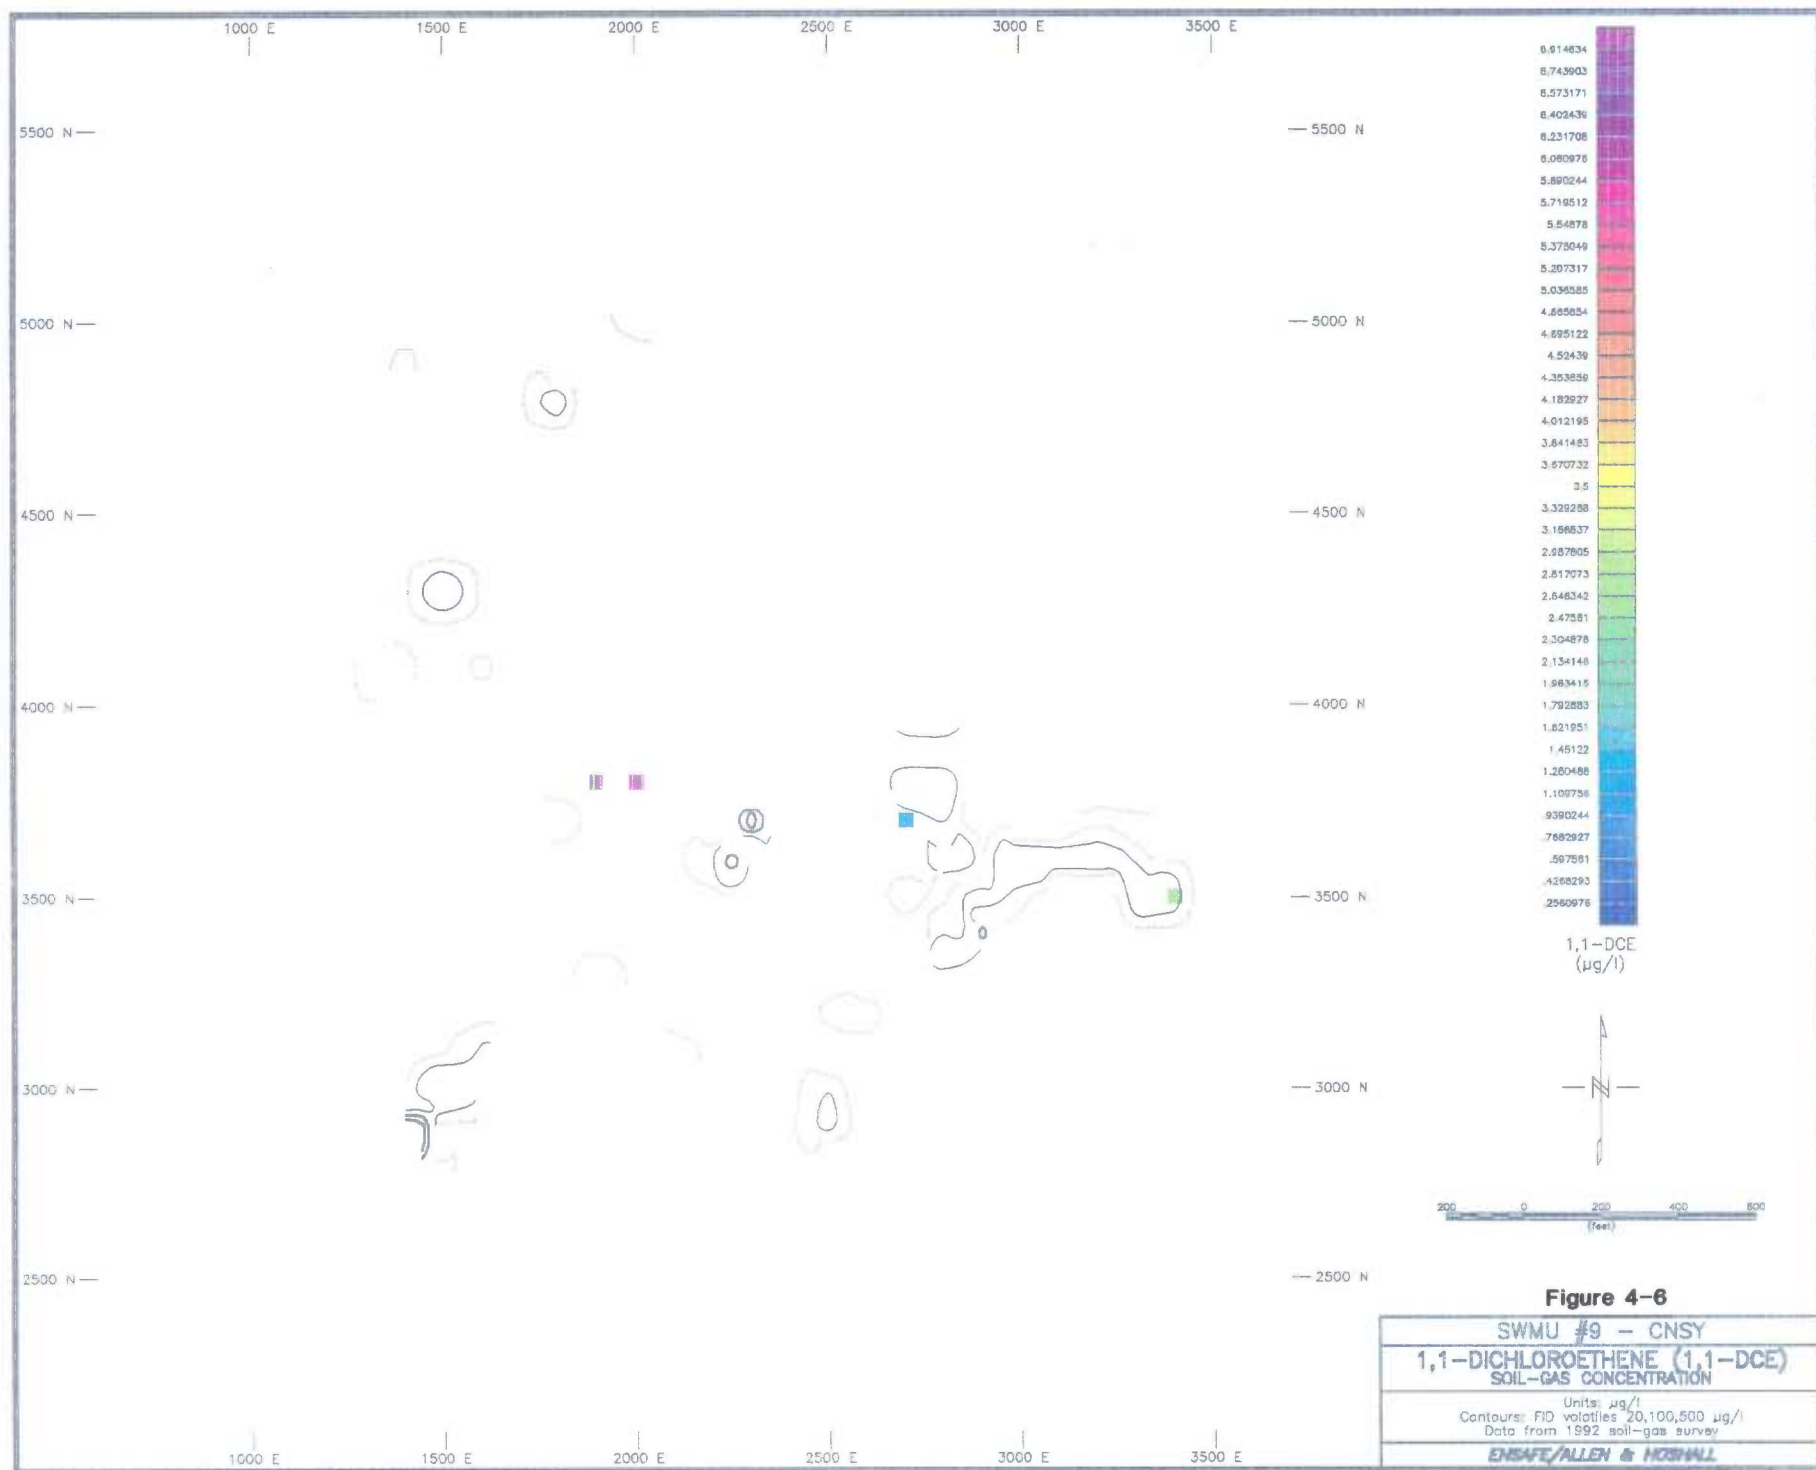 1000 E 1500 E 2000 E 2500 E 3000 E 3500 E
5500 N 5500 N
5000 N 5000 N
4500 N 4500 N
4000 N 4000 N
3500 N 3500 N
3000 N 3000 N
2500 N 2500 N
1000 E 1500 E 2000 E 2500 E 3000 E 3500 E
6.914634
6.743903
6.573171
6.402439
6.231708
6.060976
5.890244
5.719512
5.54878
5.378049
5.207317
5.036585
4.865854
4.695122
4.52439
4.353659
4.182927
4.012195
3.841463
3.670732
3.5
3.329268
3.158537
2.987805
2.817073
2.646342
2.47561
2.304878
2.134146
1.963415
1.792683
1.621951
1.45122
1.280488
1.109756
.9390244
.7682927
.597561
.4268293
.2560976
1,1-DCE
(µg/l)
N
200 0 200 400 600
(feet)
Figure 4-6
SWMU #9 - CNSY
1,1-DICHLOROETHENE (1,1-DCE)
SOIL-GAS CONCENTRATION
Units: µg/l
Contours: FID volatiles 20,100,500 µg/l
Data from 1992 soil-gas survey
ENSAFE/ALLEN & HOSHALL